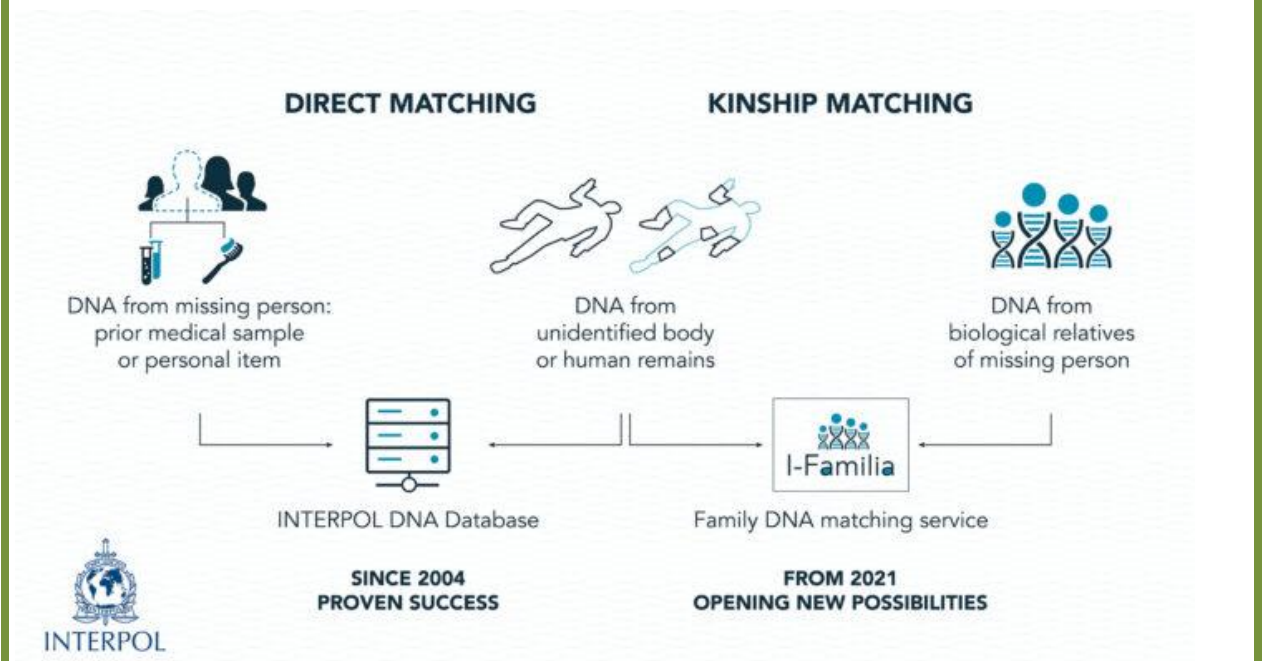 DIRECT MATCHING
KINSHIP MATCHING
DNA from missing person:
prior medical sample
or personal item
DNA from
unidentified body
or human remains
DNA from
biological relatives
of missing person
I-Familia
INTERPOL DNA Database
Family DNA matching service
SINCE 2004
PROVEN SUCCESS
FROM 2021
OPENING NEW POSSIBILITIES
INTERPOL